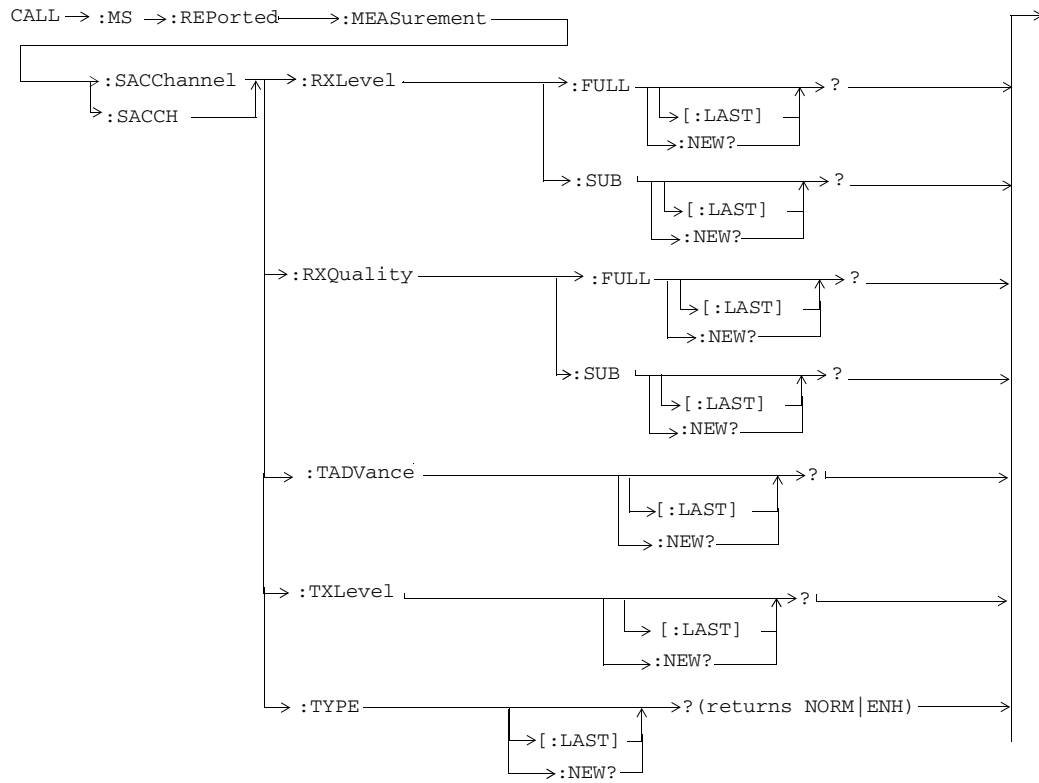 CALL :MS :REPorted :MEASurement
:SACChannel :RXLevel :FULL ?
:SACCH [:LAST]
:NEW?
:SUB ?
[:LAST]
:NEW?
:RXQuality :FULL ?
[:LAST]
:NEW?
:SUB ?
[:LAST]
:NEW?
:TADVance ?
[:LAST]
:NEW?
:TXLevel ?
[:LAST]
:NEW?
:TYPE ?(returns NORM|ENH)
[:LAST]
:NEW?